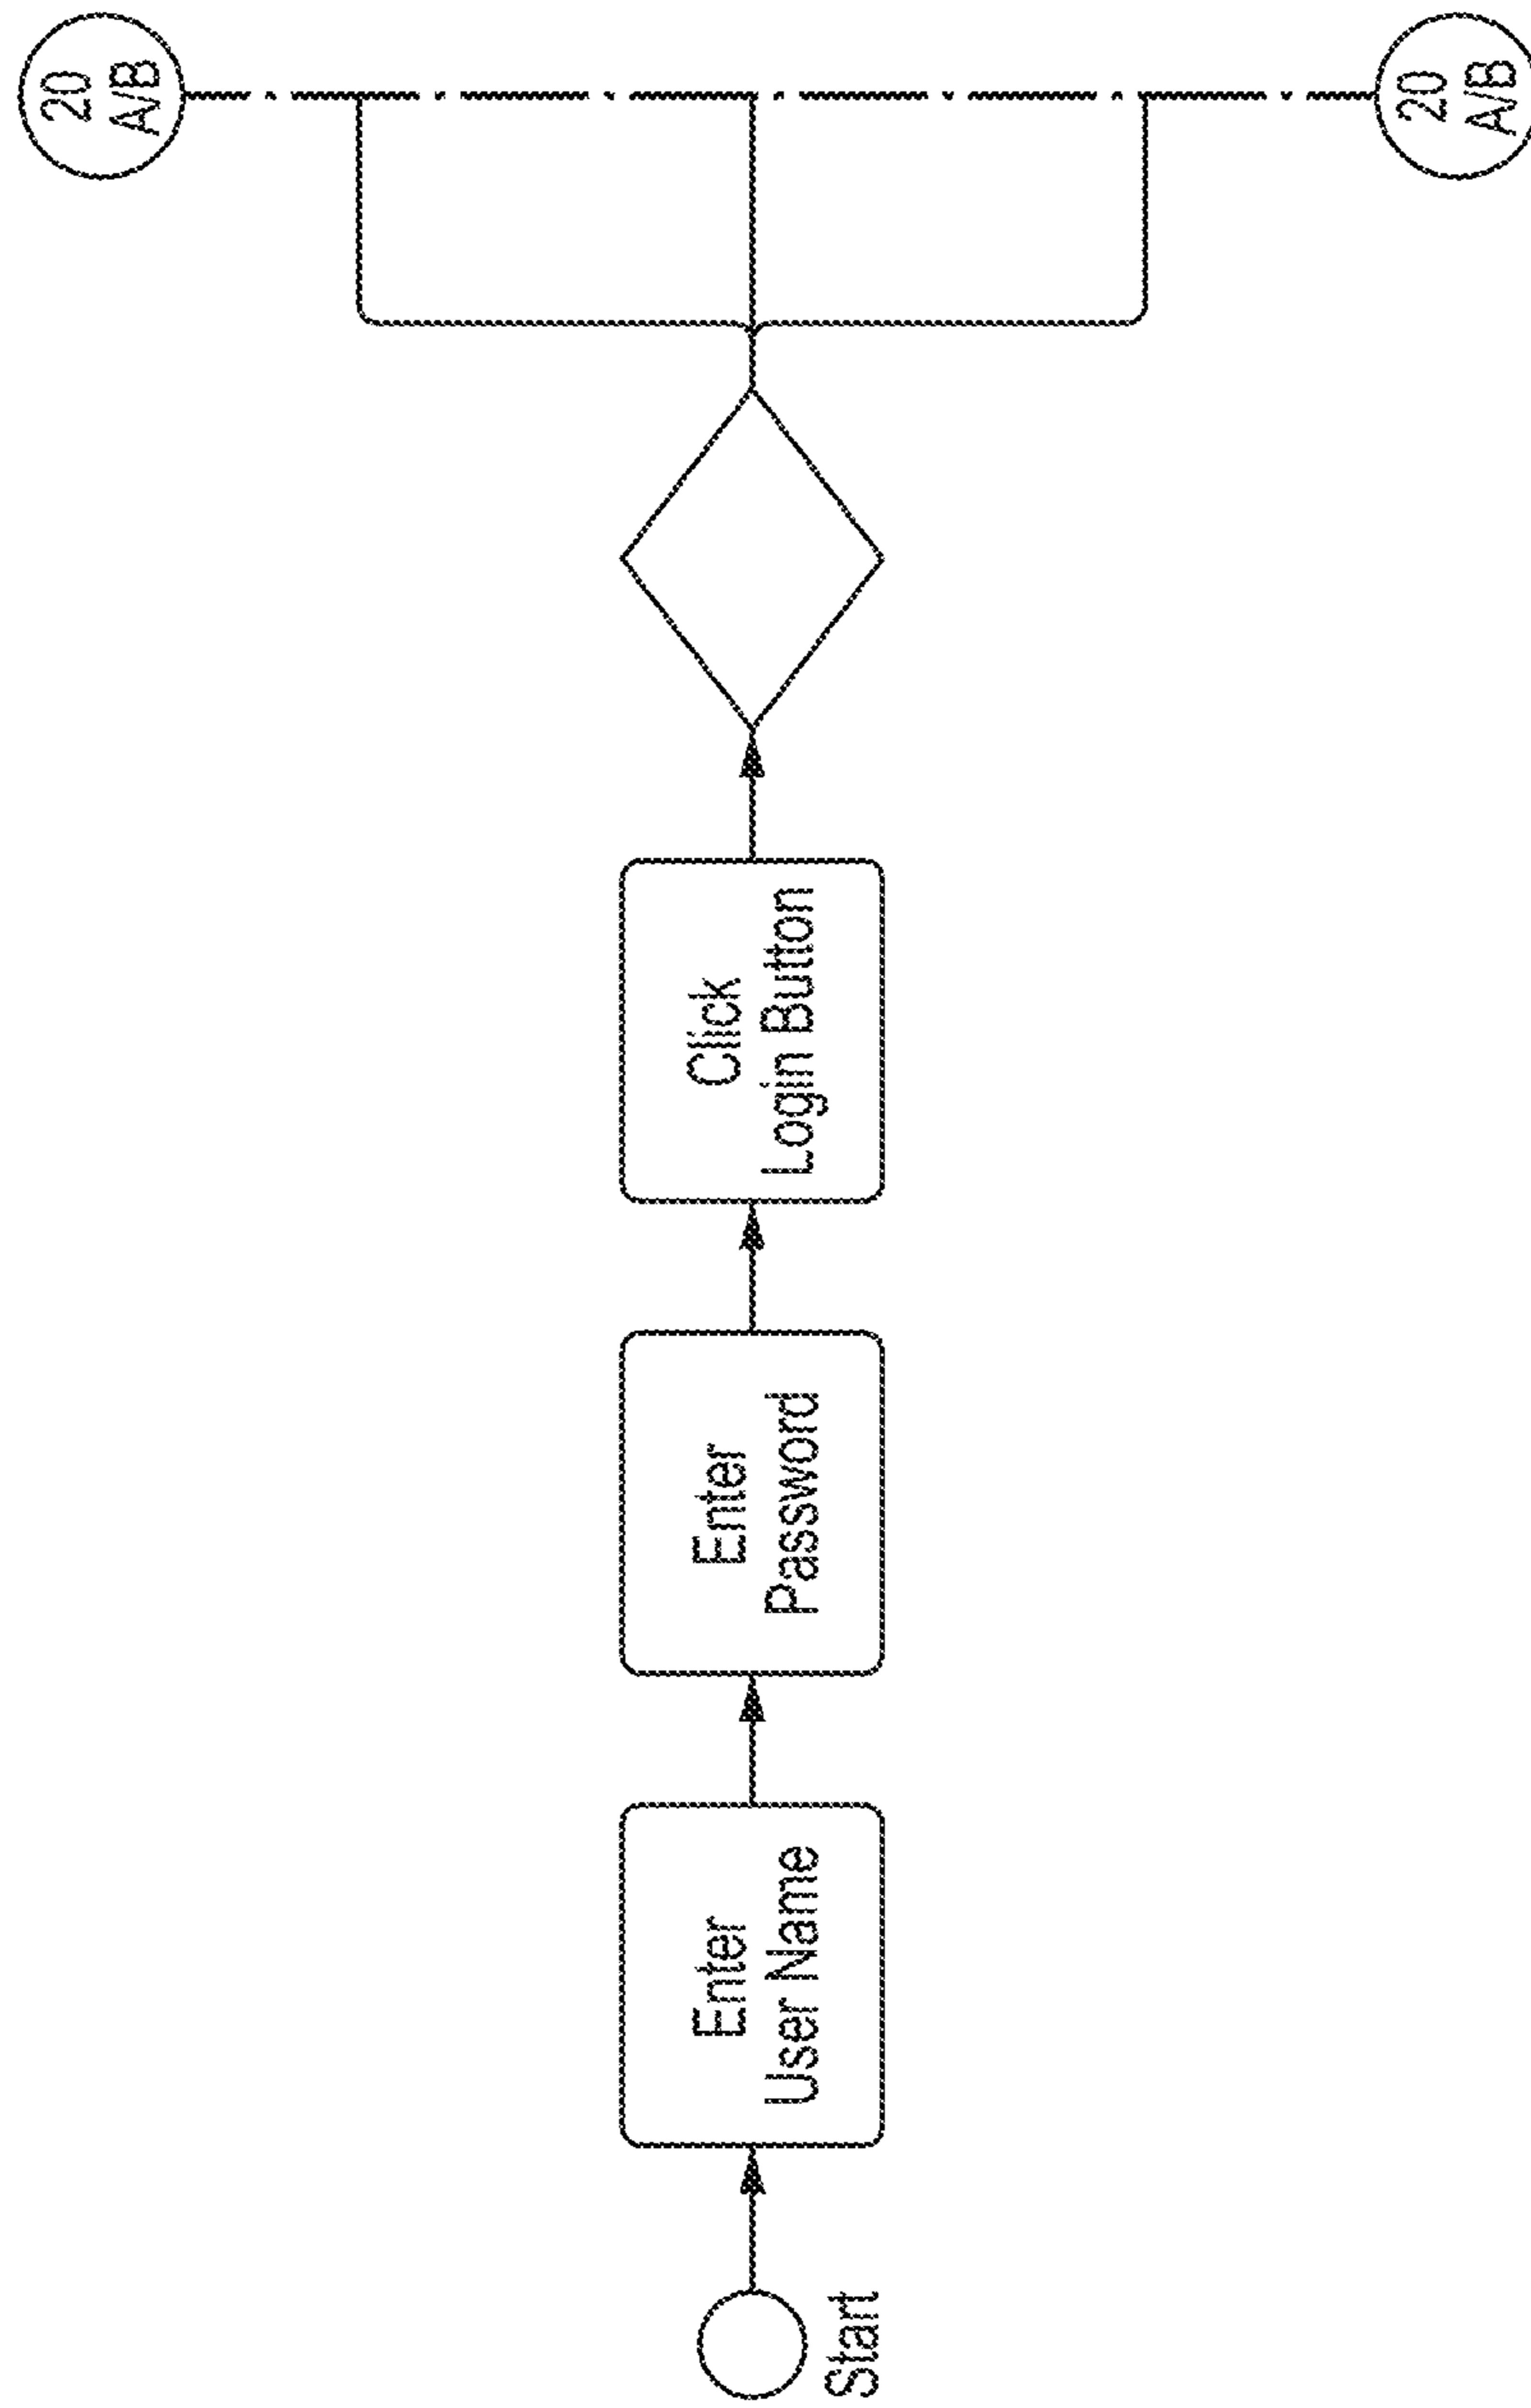 Start
Enter
User Name
Enter
Password
Click
Login Button
20
A/B
20
A/B